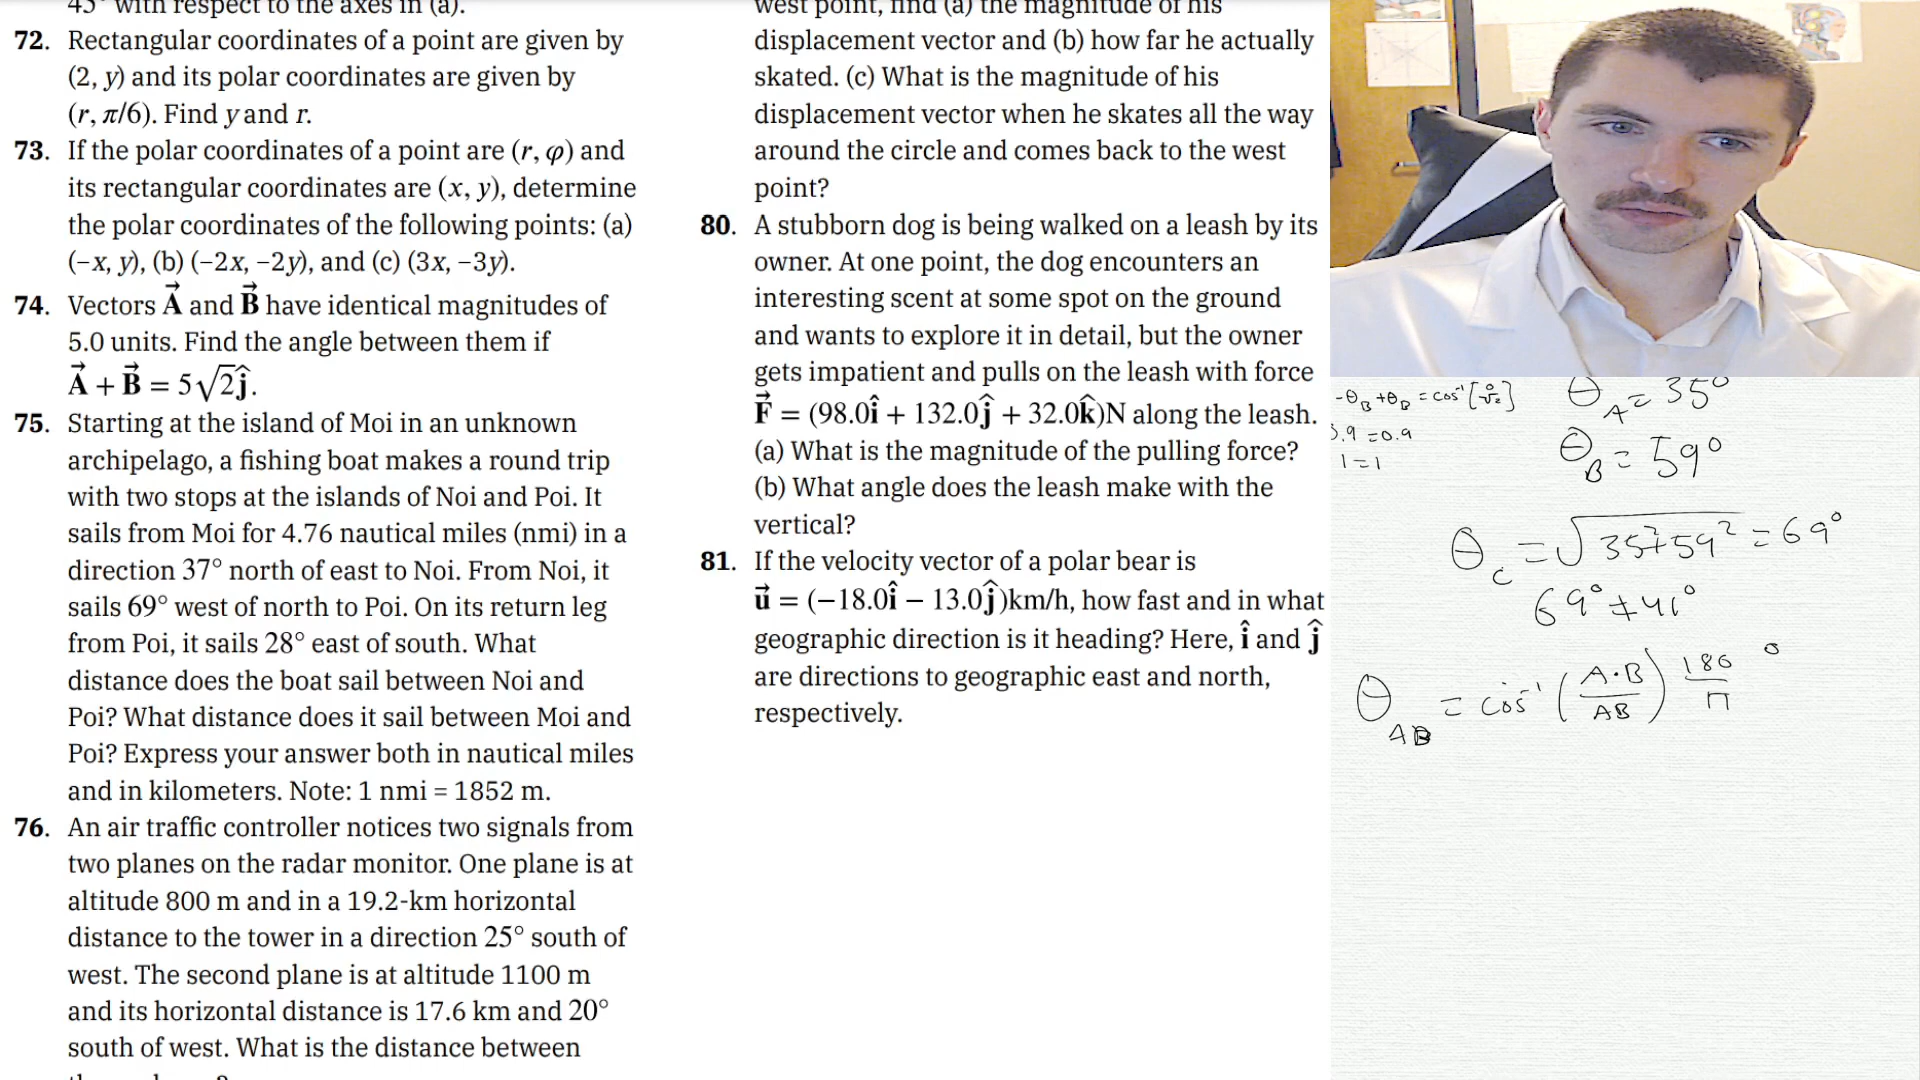 45° with respect to the axes in (a).
72. Rectangular coordinates of a point are given by
(2, y) and its polar coordinates are given by
(r, π/6). Find y and r.
73. If the polar coordinates of a point are (r, φ) and
its rectangular coordinates are (x, y), determine
the polar coordinates of the following points: (a)
(−x, y), (b) (−2x, −2y), and (c) (3x, −3y).
74. Vectors A⃗ and B⃗ have identical magnitudes of
5.0 units. Find the angle between them if
A⃗ + B⃗ = 5√2ĵ.
75. Starting at the island of Moi in an unknown
archipelago, a fishing boat makes a round trip
with two stops at the islands of Noi and Poi. It
sails from Moi for 4.76 nautical miles (nmi) in a
direction 37° north of east to Noi. From Noi, it
sails 69° west of north to Poi. On its return leg
from Poi, it sails 28° east of south. What
distance does the boat sail between Noi and
Poi? What distance does it sail between Moi and
Poi? Express your answer both in nautical miles
and in kilometers. Note: 1 nmi = 1852 m.
76. An air traffic controller notices two signals from
two planes on the radar monitor. One plane is at
altitude 800 m and in a 19.2-km horizontal
distance to the tower in a direction 25° south of
west. The second plane is at altitude 1100 m
and its horizontal distance is 17.6 km and 20°
south of west. What is the distance between
west point, find (a) the magnitude of his
displacement vector and (b) how far he actually
skated. (c) What is the magnitude of his
displacement vector when he skates all the way
around the circle and comes back to the west
point?
80. A stubborn dog is being walked on a leash by its
owner. At one point, the dog encounters an
interesting scent at some spot on the ground
and wants to explore it in detail, but the owner
gets impatient and pulls on the leash with force
F⃗ = (98.0î + 132.0ĵ + 32.0k̂)N along the leash.
(a) What is the magnitude of the pulling force?
(b) What angle does the leash make with the
vertical?
81. If the velocity vector of a polar bear is
u⃗ = (−18.0î − 13.0ĵ)km/h, how fast and in what
geographic direction is it heading? Here, î and ĵ
are directions to geographic east and north,
respectively.
-θ_B + θ_B = cos⁻¹
.9 = 0.9
1 = 1
θ_A = 35°
θ_B = 59°
θ_C = √35² + 59² = 69°
69° ≠ 41°
θ_AB = cos⁻¹ (A·B / AB) 180 / π °